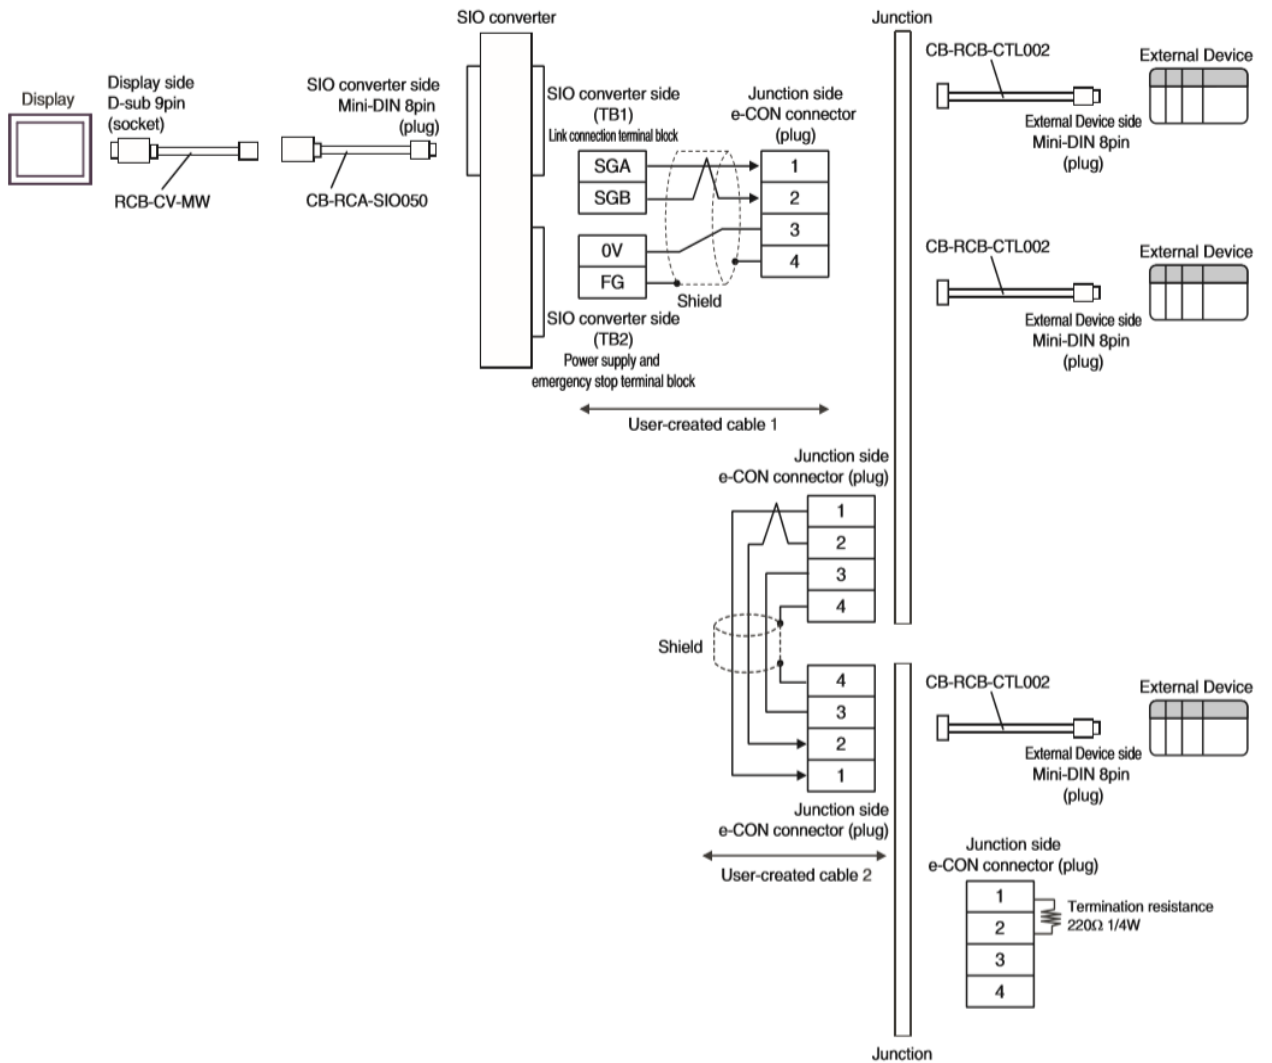 SIO converter
Junction
Display
Display side
D-sub 9pin
(socket)
RCB-CV-MW
SIO converter side
Mini-DIN 8pin
(plug)
CB-RCA-SIO050
SIO converter side
(TB1)
Link connection terminal block
SGA
SGB
0V
FG
Shield
SIO converter side
(TB2)
Power supply and
emergency stop terminal block
Junction side
e-CON connector
(plug)
1
2
3
4
User-created cable 1
CB-RCB-CTL002
External Device
External Device side
Mini-DIN 8pin
(plug)
CB-RCB-CTL002
External Device
External Device side
Mini-DIN 8pin
(plug)
Junction side
e-CON connector (plug)
1
2
3
4
Shield
4
3
2
1
Junction side
e-CON connector (plug)
User-created cable 2
CB-RCB-CTL002
External Device
External Device side
Mini-DIN 8pin
(plug)
Junction side
e-CON connector (plug)
1
2
3
4
Termination resistance
220Ω 1/4W
Junction